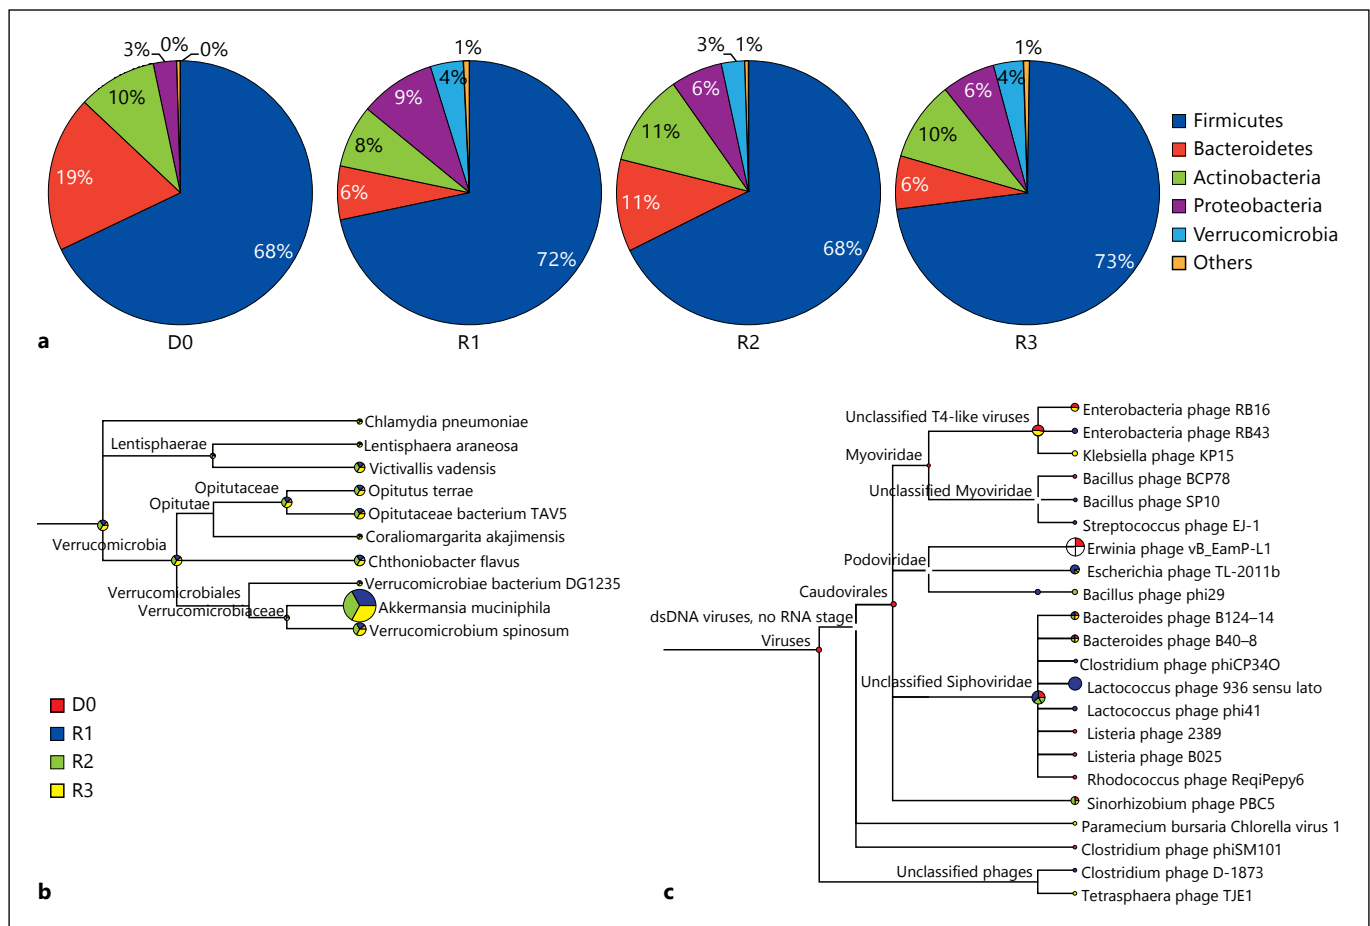 3% 0% 0%
10%
19%
68%
D0
1%
4%
9%
8%
6%
72%
R1
3% 1%
6%
11%
11%
68%
R2
1%
4%
6%
10%
6%
73%
R3
Firmicutes
Bacteroidetes
Actinobacteria
Proteobacteria
Verrucomicrobia
Others
a
Chlamydia pneumoniae
Lentisphaerae
Lentisphaera araneosa
Victivallis vadensis
Opitutaceae
Opitutus terrae
Opitutae
Opitutaceae bacterium TAV5
Coraliomargarita akajimensis
Verrucomicrobia
Chthoniobacter flavus
Verrucomicrobiae bacterium DG1235
Verrucomicrobiales
Verrucomicrobiaceae
Akkermansia muciniphila
Verrucomicrobium spinosum
D0
R1
R2
R3
b
Unclassified T4-like viruses
Enterobacteria phage RB16
Enterobacteria phage RB43
Myoviridae
Klebsiella phage KP15
Bacillus phage BCP78
Unclassified Myoviridae
Bacillus phage SP10
Streptococcus phage EJ-1
Erwinia phage vB_EamP-L1
Podoviridae
Escherichia phage TL-2011b
Caudovirales
Bacillus phage phi29
dsDNA viruses, no RNA stage
Bacteroides phage B124–14
Viruses
Bacteroides phage B40–8
Clostridium phage phiCP34O
Unclassified Siphoviridae
Lactococcus phage 936 sensu lato
Lactococcus phage phi41
Listeria phage 2389
Listeria phage B025
Rhodococcus phage ReqiPepy6
Sinorhizobium phage PBC5
Paramecium bursaria Chlorella virus 1
Clostridium phage phiSM101
Unclassified phages
Clostridium phage D-1873
Tetrasphaera phage TJE1
c